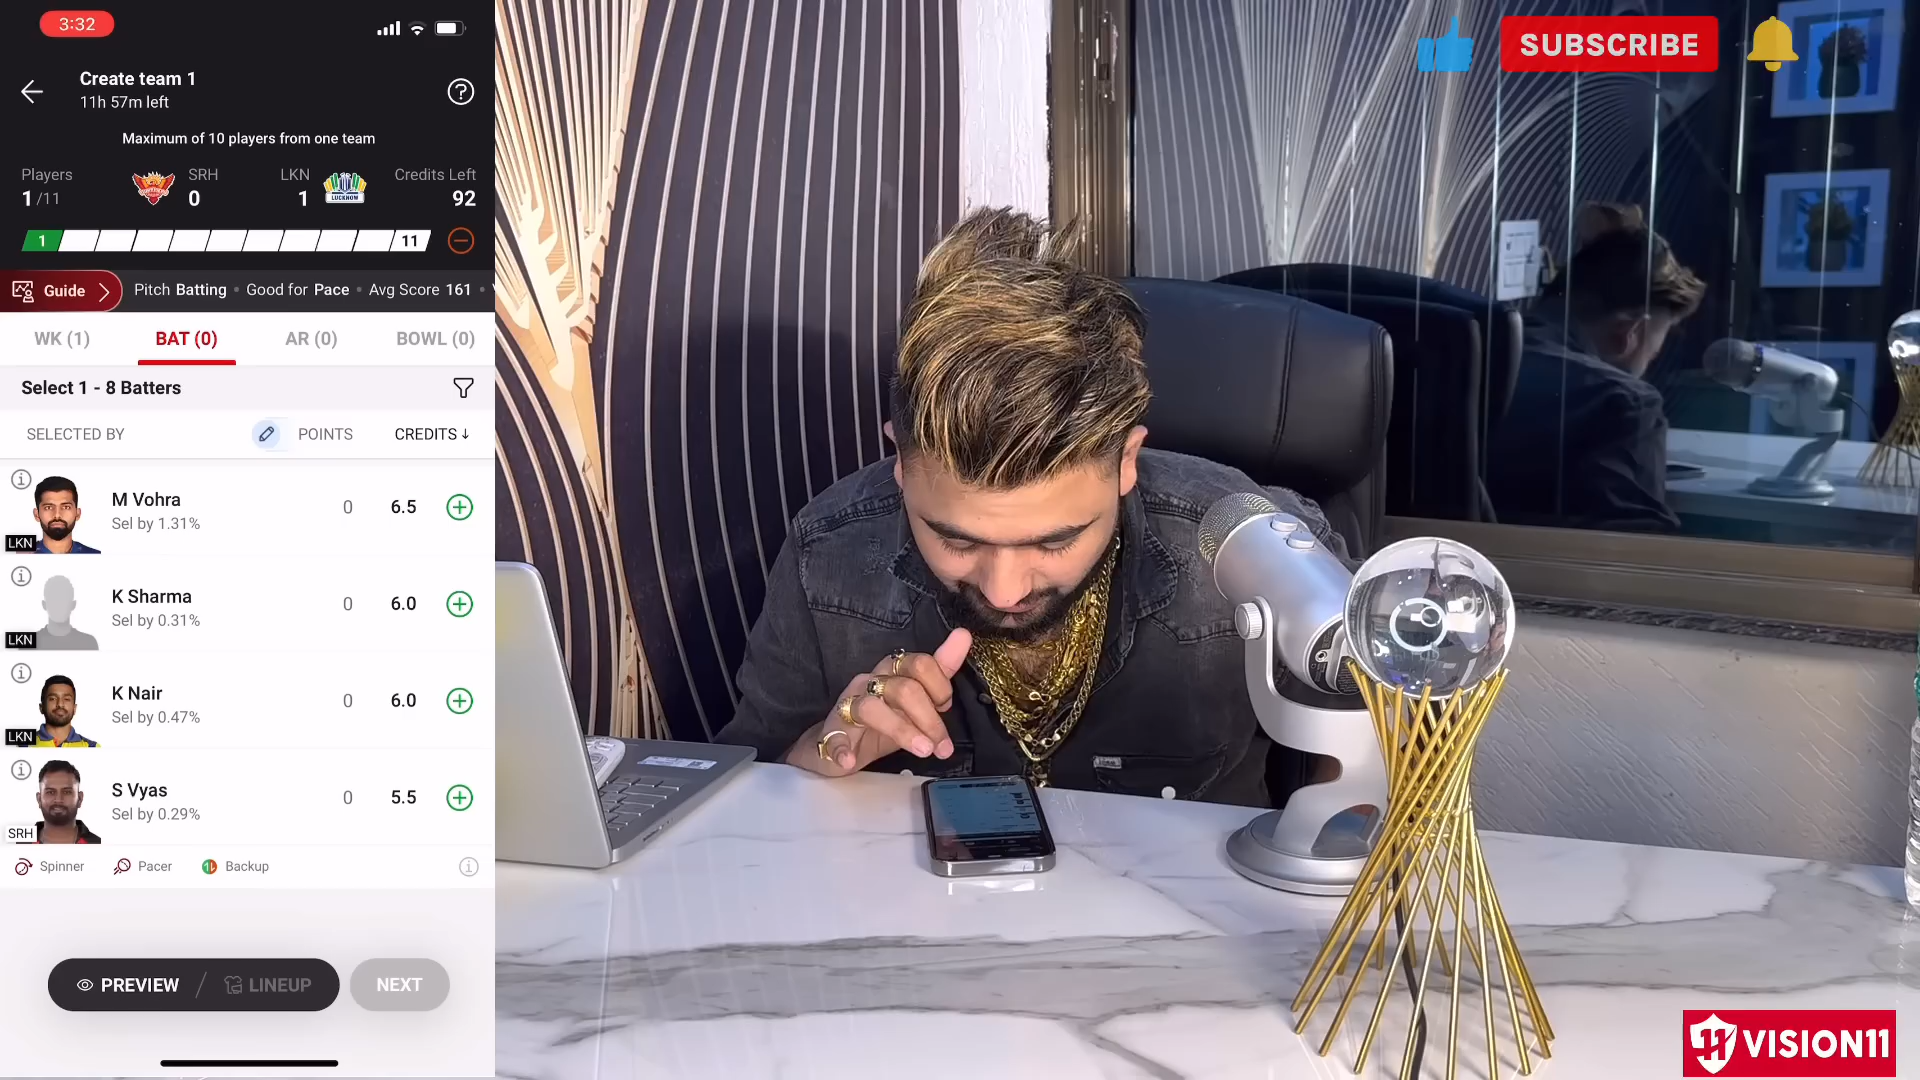 3:32
Create team 1
11h 57m left
Maximum of 10 players from one team
Players
1 /11
SRH
0
LKN
1
LUCKNOW
Credits Left
92
1
11
Guide
Pitch Batting • Good for Pace • Avg Score 161 •
WK (1)
BAT (0)
AR (0)
BOWL (0)
Select 1 - 8 Batters
SELECTED BY
POINTS
CREDITS↓
M Vohra
Sel by 1.31%
LKN
0
6.5
K Sharma
Sel by 0.31%
LKN
0
6.0
K Nair
Sel by 0.47%
LKN
0
6.0
S Vyas
Sel by 0.29%
SRH
0
5.5
Spinner
Pacer
Backup
PREVIEW
LINEUP
NEXT
SUBSCRIBE
VISION11